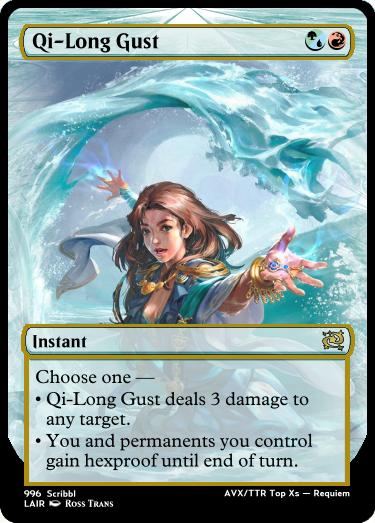 Qi-Long Gust
Instant
Choose one —
• Qi-Long Gust deals 3 damage to
any target.
• You and permanents you control
gain hexproof until end of turn.
996 Scribbl
AVX/TTR Top Xs — Requiem
LAIR Ross Trans